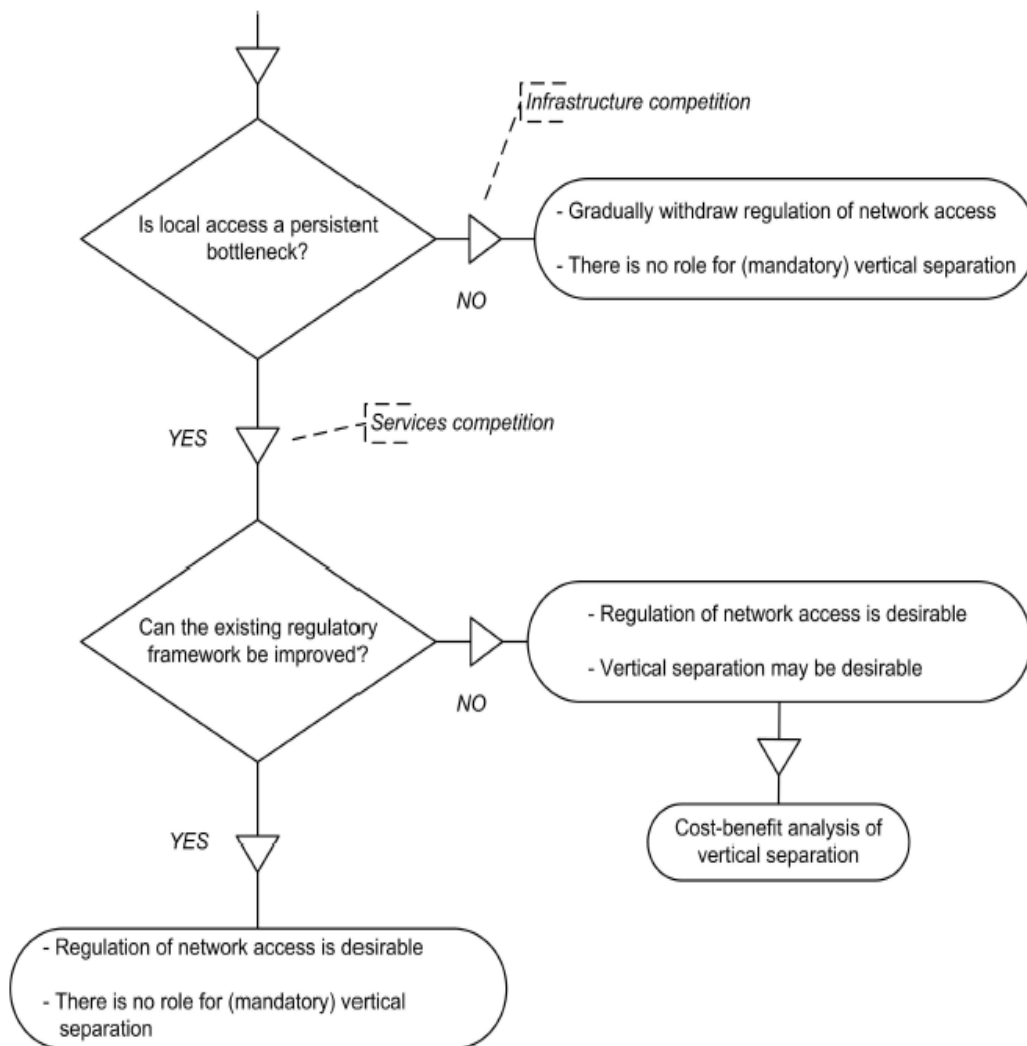 Infrastructure competition
Is local access a persistent
bottleneck?
- Gradually withdraw regulation of network access
- There is no role for (mandatory) vertical separation
NO
YES
Services competition
Can the existing regulatory
framework be improved?
- Regulation of network access is desirable
- Vertical separation may be desirable
NO
Cost-benefit analysis of
vertical separation
YES
- Regulation of network access is desirable
- There is no role for (mandatory) vertical
separation